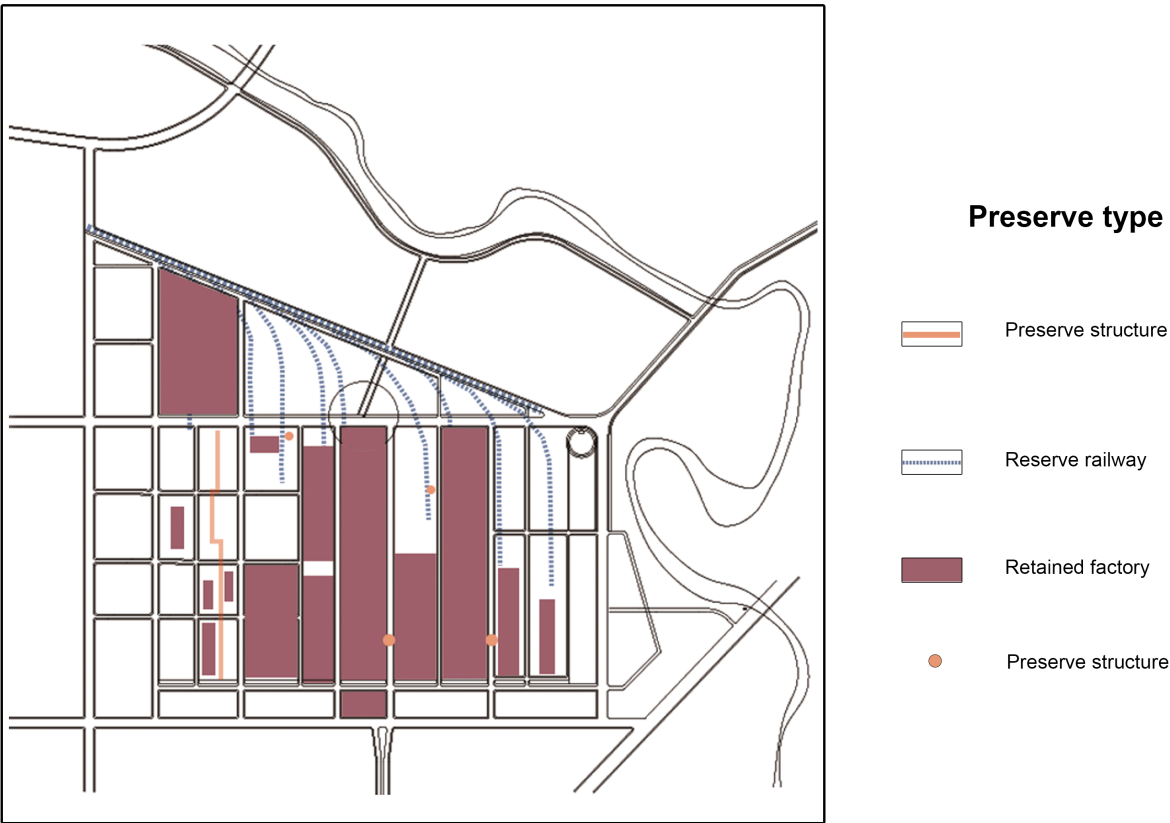 Preserve type
Preserve structure
Reserve railway
Retained factory
Preserve structure